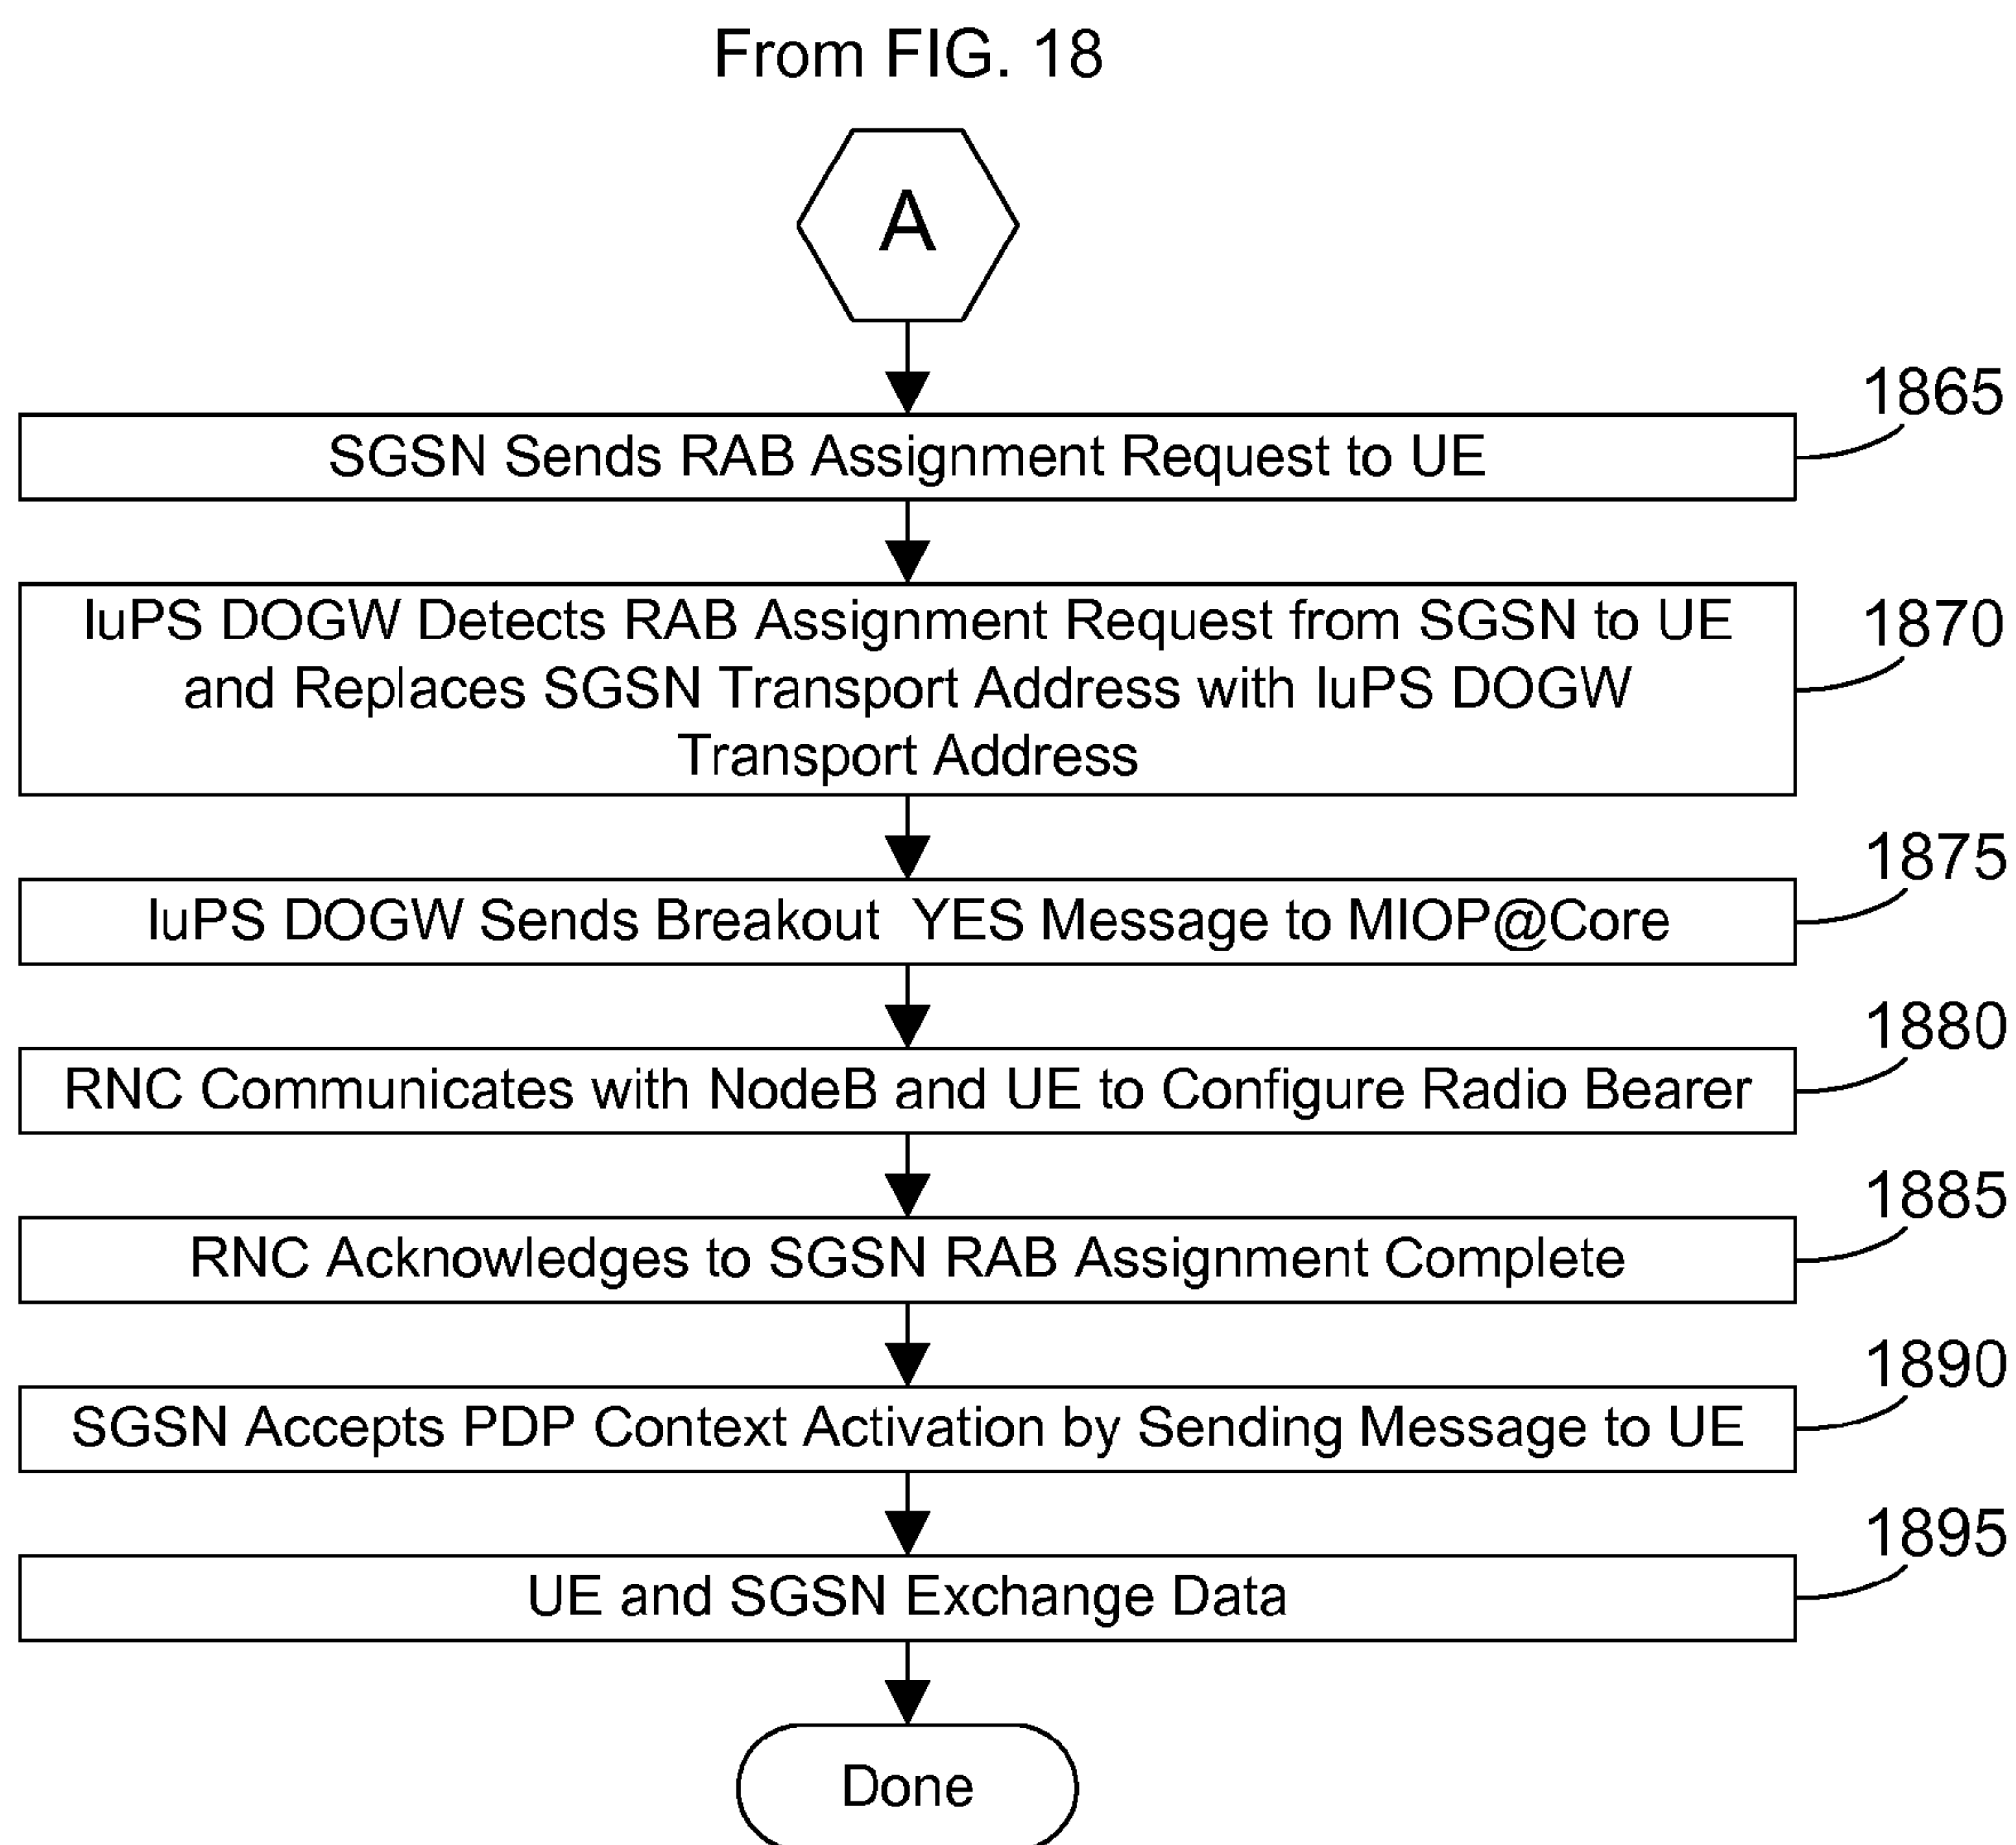 From FIG. 18
A
1865
SGSN Sends RAB Assignment Request to UE
1870
IuPS DOGW Detects RAB Assignment Request from SGSN to UE
and Replaces SGSN Transport Address with IuPS DOGW
Transport Address
1875
IuPS DOGW Sends Breakout YES Message to MIOP@Core
1880
RNC Communicates with NodeB and UE to Configure Radio Bearer
1885
RNC Acknowledges to SGSN RAB Assignment Complete
1890
SGSN Accepts PDP Context Activation by Sending Message to UE
1895
UE and SGSN Exchange Data
Done